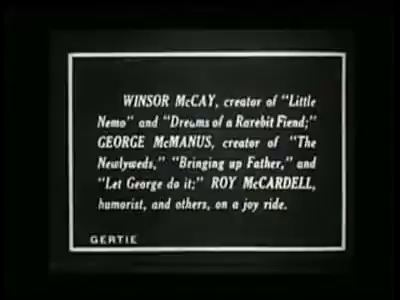 WINSOR McCAY, creator of "Little
Nemo" and "Dreams of a Rarebit Fiend;"
GEORGE McMANUS, creator of "The
Newlyweds," "Bringing up Father," and
"Let George do it;" ROY McCARDELL,
humorist, and others, on a joy ride.
GERTIE